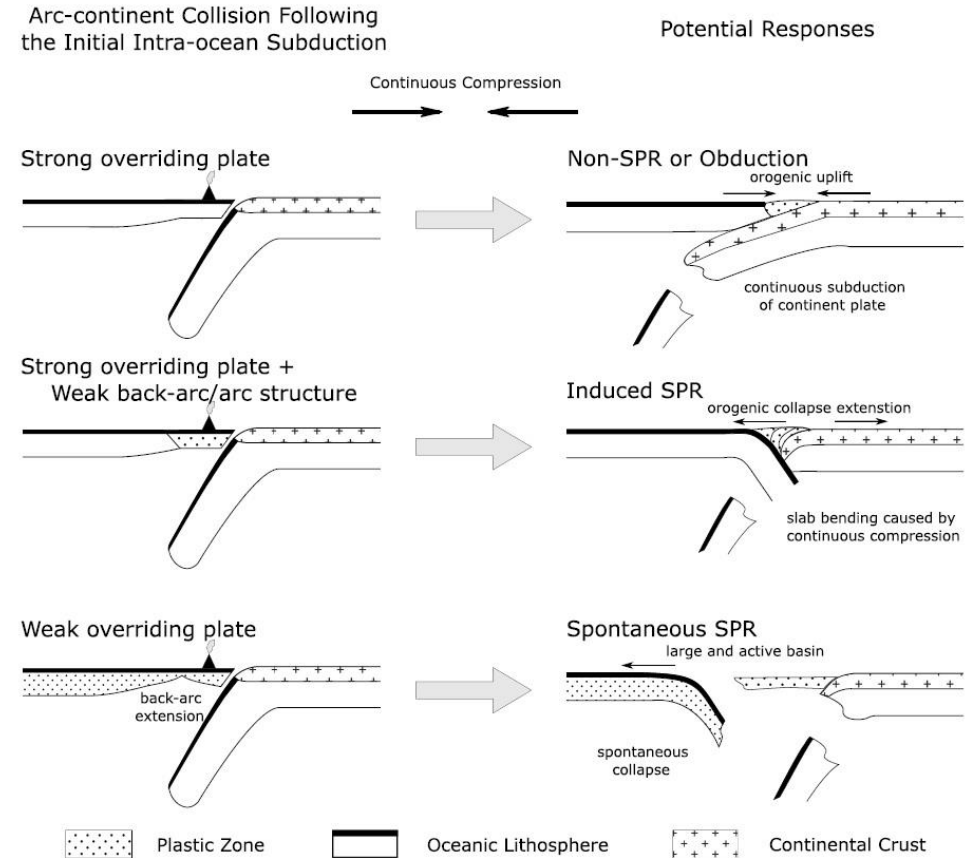 Arc-continent Collision Following
the Initial Intra-ocean Subduction
Potential Responses
Continuous Compression
Strong overriding plate
Non-SPR or Obduction
orogenic uplift
continuous subduction
of continent plate
Strong overriding plate +
Weak back-arc/arc structure
Induced SPR
orogenic collapse extenstion
slab bending caused by
continuous compression
Weak overriding plate
back-arc
extension
Spontaneous SPR
large and active basin
spontaneous
collapse
Plastic Zone
Oceanic Lithosphere
Continental Crust